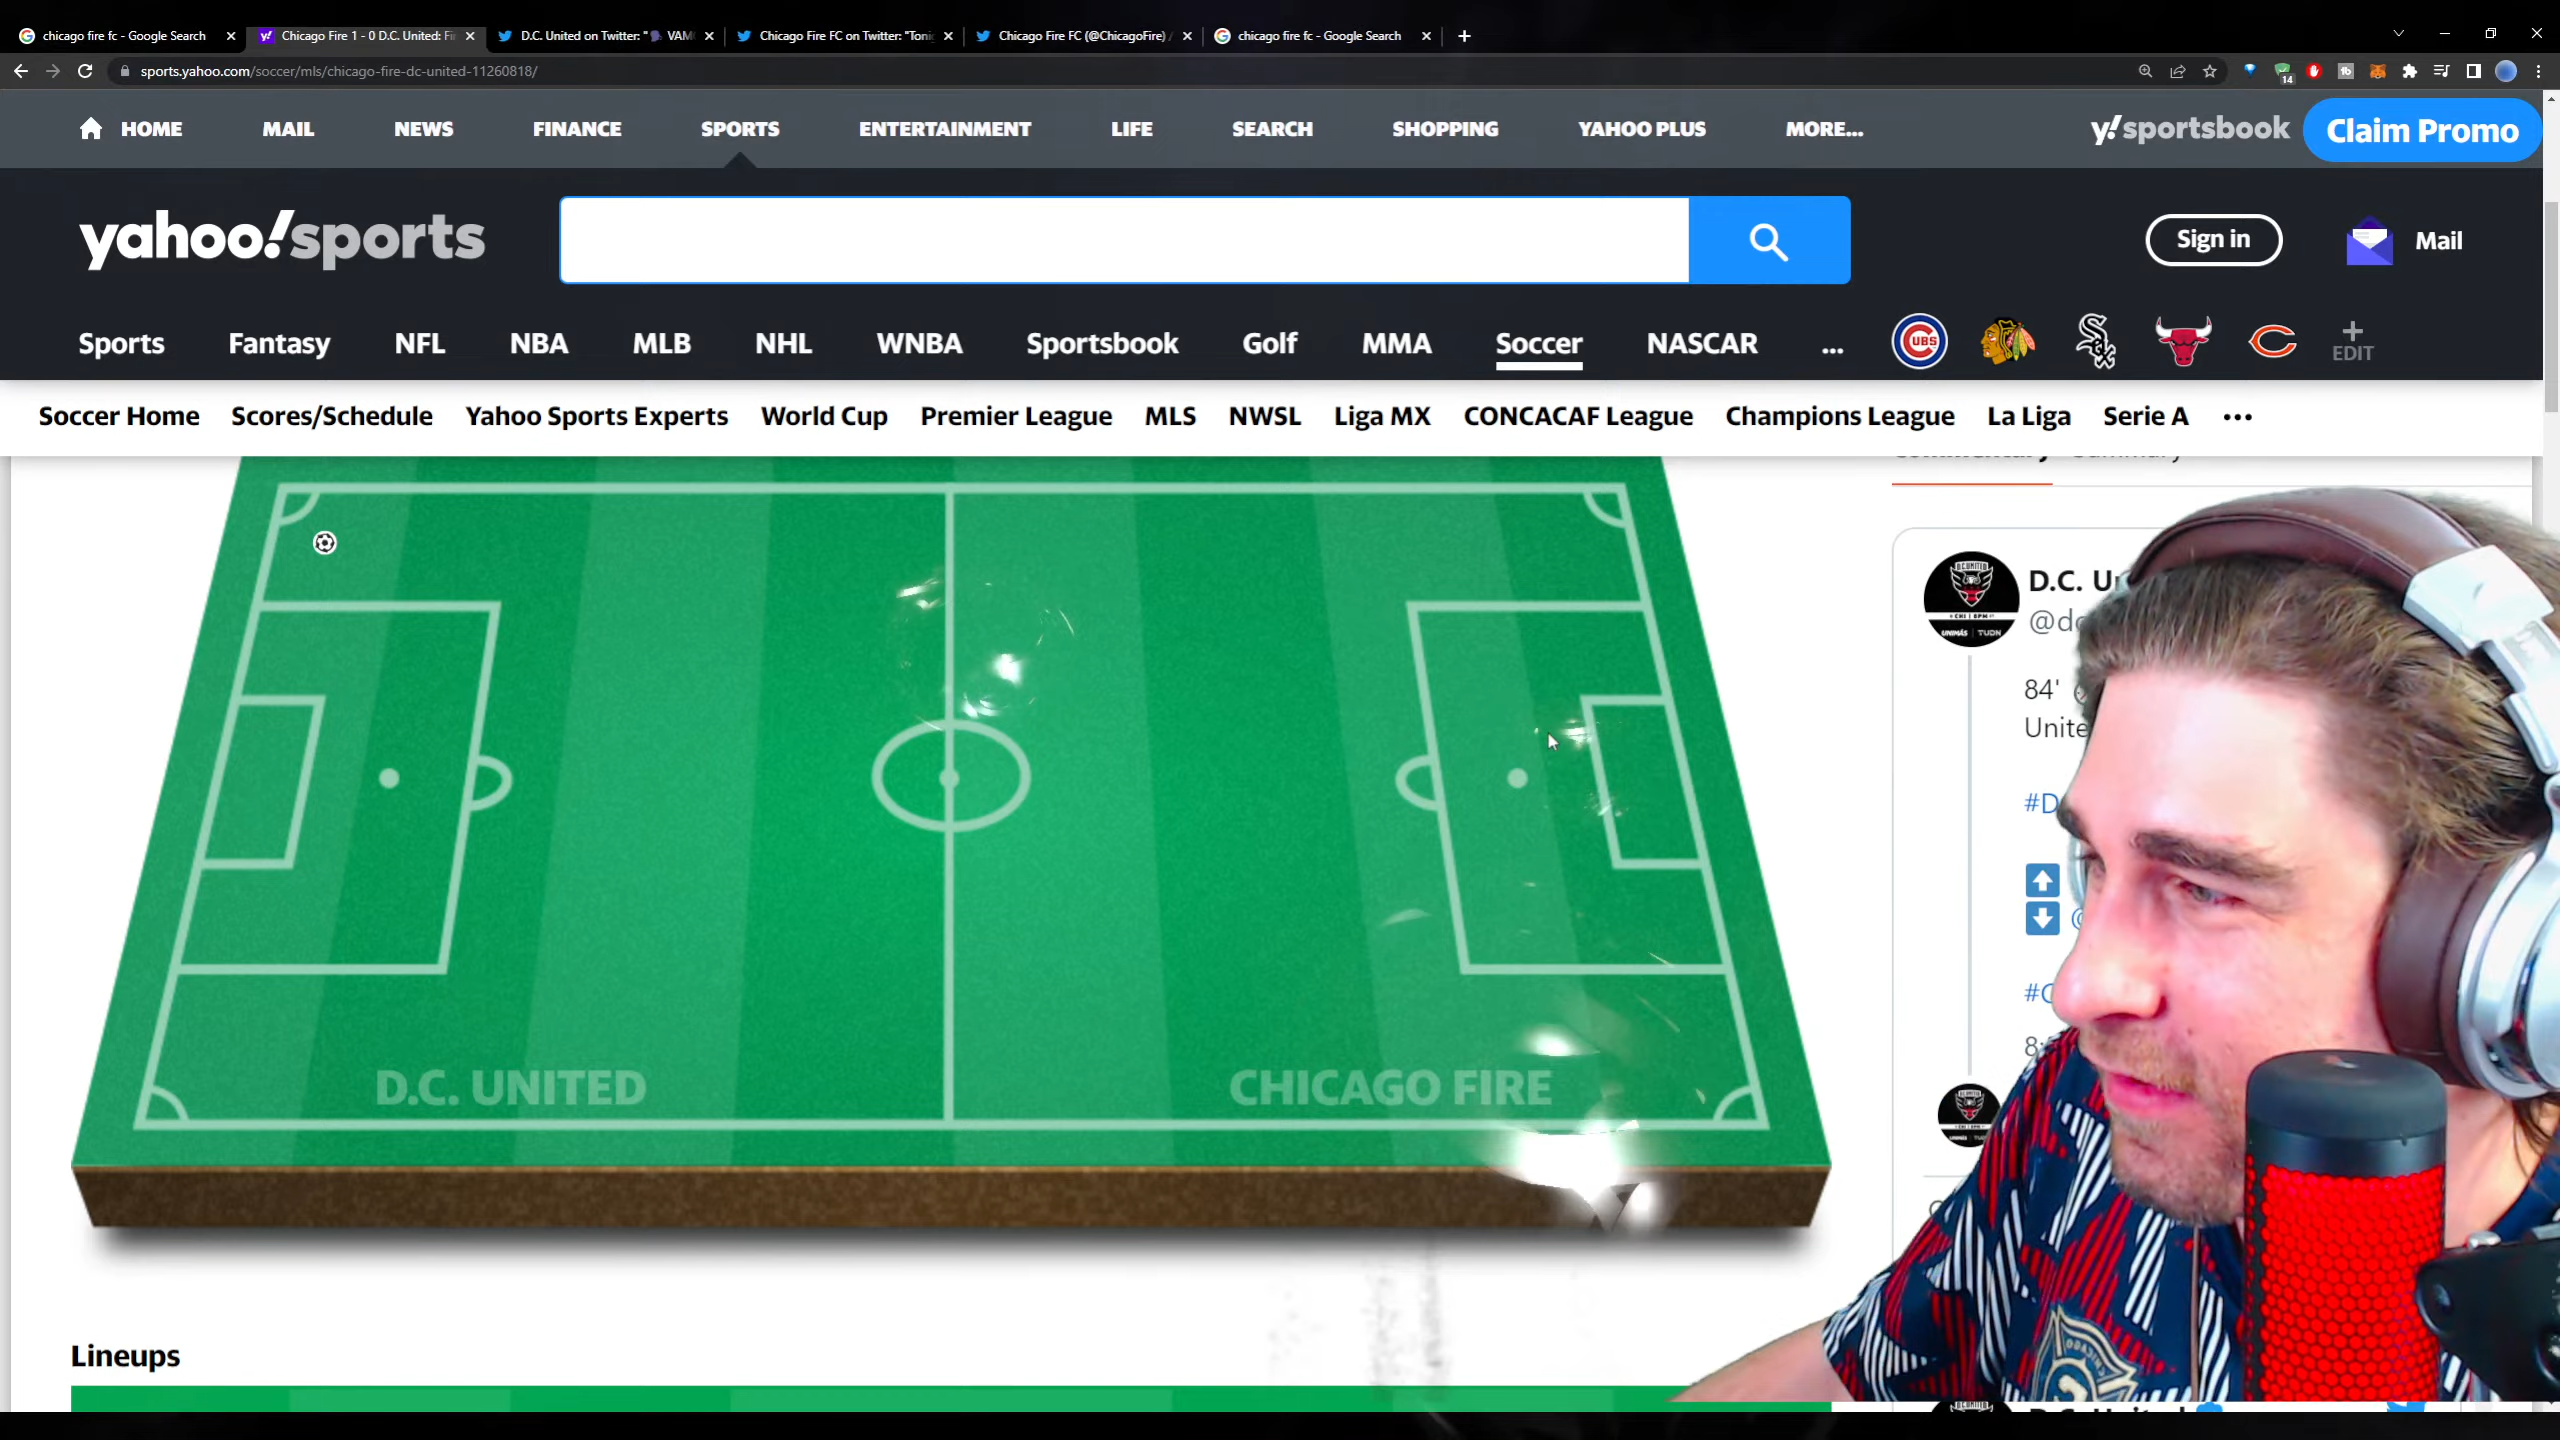 chicago fire fc - Google Search
Chicago Fire 1 - 0 D.C. United: Fi
D.C. United on Twitter: "
Chicago Fire FC on Twitter: "Toni
Chicago Fire FC (@ChicagoFire) /
chicago fire fc - Google Search
sports.yahoo.com/soccer/mls/chicago-fire-dc-united-11260818/
14
HOME MAIL NEWS FINANCE SPORTS ENTERTAINMENT LIFE SEARCH SHOPPING YAHOO PLUS MORE...
y!sportsbook
Claim Promo
yahoo!sports
Sign in
Mail
Sports Fantasy NFL NBA MLB NHL WNBA Sportsbook Golf MMA Soccer NASCAR ...
CUBS
Sox
+
EDIT
Soccer Home Scores/Schedule Yahoo Sports Experts World Cup Premier League MLS NWSL Liga MX CONCACAF League Champions League La Liga Serie A ...
D.C. UNITED
CHICAGO FIRE
D.C.
84'
Lineups